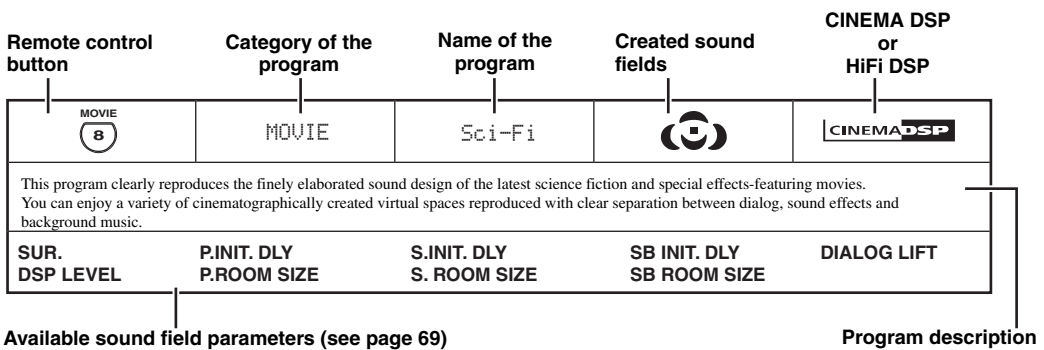 Remote control
button
Category of the
program
Name of the
program
Created sound
fields
CINEMA DSP
or
HiFi DSP
MOVIE
8
MOVIE
Sci-Fi
CINEMADSP
This program clearly reproduces the finely elaborated sound design of the latest science fiction and special effects-featuring movies.
You can enjoy a variety of cinematographically created virtual spaces reproduced with clear separation between dialog, sound effects and
background music.
SUR. P.INIT. DLY S.INIT. DLY SB INIT. DLY DIALOG LIFT
DSP LEVEL P.ROOM SIZE S. ROOM SIZE SB ROOM SIZE
Available sound field parameters (see page 69)
Program description